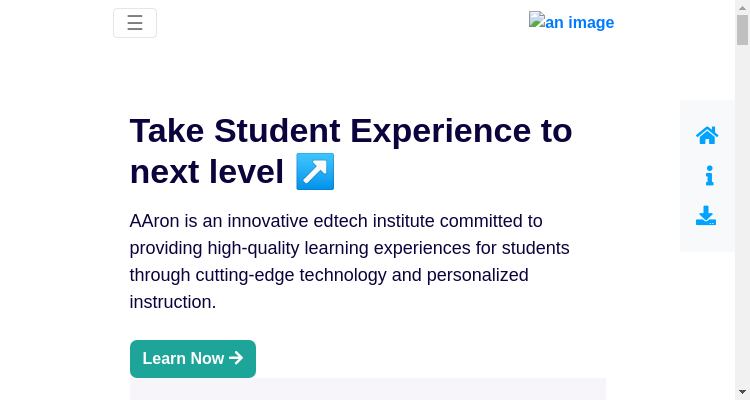 ☰
an image
Take Student Experience to
next level ↗
AAron is an innovative edtech institute committed to
providing high-quality learning experiences for students
through cutting-edge technology and personalized
instruction.
Learn Now →